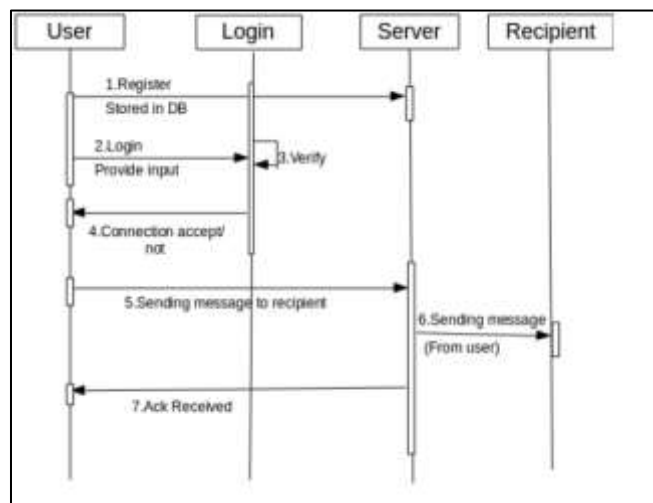 User Login Server Recipient
1.Register
Stored in DB
2.Login
3.Verify
Provide input
4.Connection accept/
not
5.Sending message to recipient
6.Sending message
(From user)
7.Ack Received